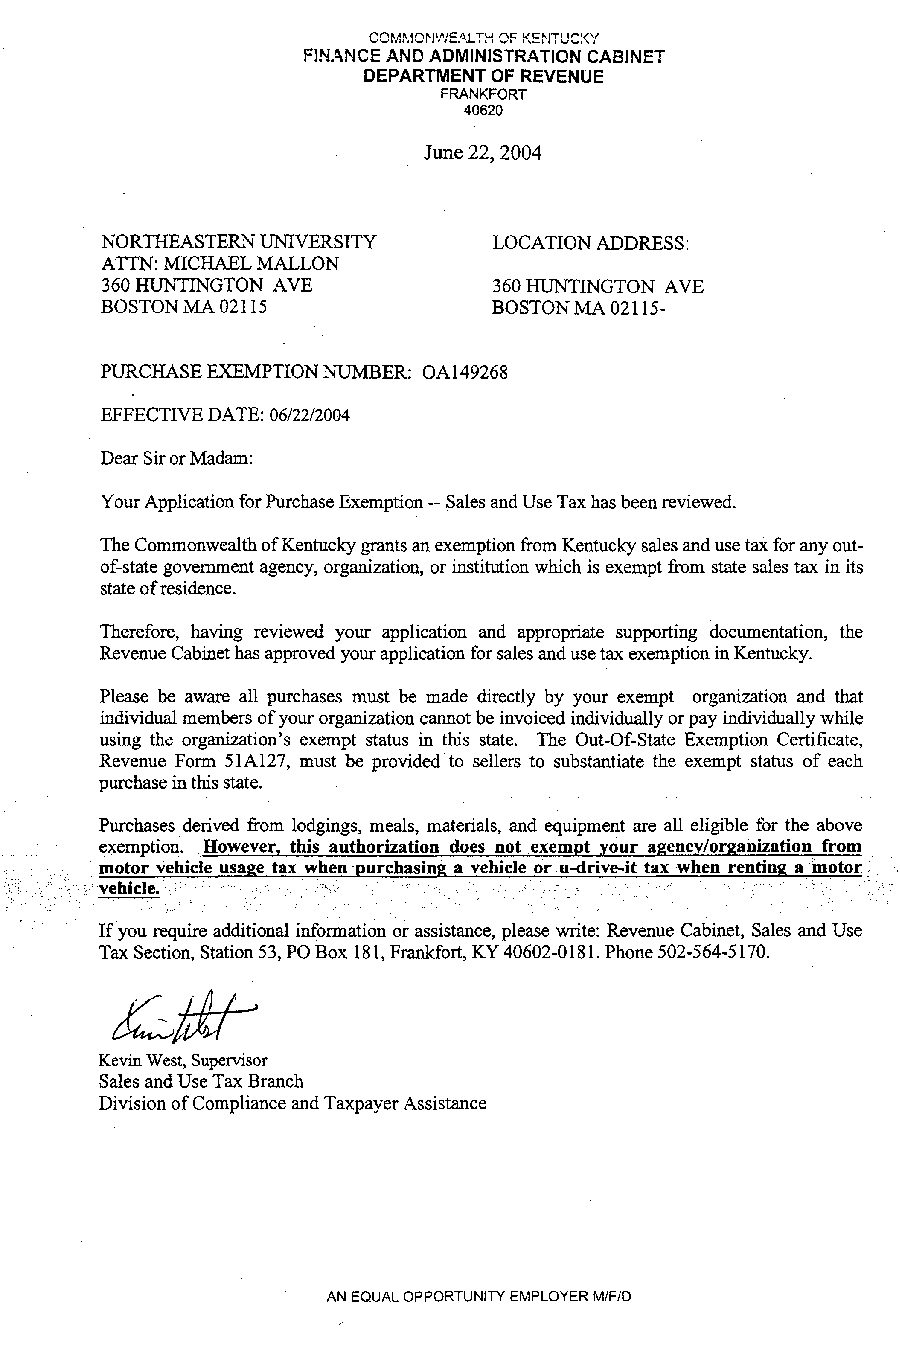 COMMONWEALTH OF KENTUCKY
FINANCE AND ADMINISTRATION CABINET
DEPARTMENT OF REVENUE
FRANKFORT
40620
June 22, 2004
NORTHEASTERN UNIVERSITY
ATTN: MICHAEL MALLON
360 HUNTINGTON AVE
BOSTON MA 02115
LOCATION ADDRESS:
360 HUNTINGTON AVE
BOSTON MA 02115-
PURCHASE EXEMPTION NUMBER: OA149268
EFFECTIVE DATE: 06/22/2004
Dear Sir or Madam:
Your Application for Purchase Exemption -- Sales and Use Tax has been reviewed.
The Commonwealth of Kentucky grants an exemption from Kentucky sales and use tax for any out-
of-state government agency, organization, or institution which is exempt from state sales tax in its
state of residence.
Therefore, having reviewed your application and appropriate supporting documentation, the
Revenue Cabinet has approved your application for sales and use tax exemption in Kentucky.
Please be aware all purchases must be made directly by your exempt organization and that
individual members of your organization cannot be invoiced individually or pay individually while
using the organization's exempt status in this state. The Out-Of-State Exemption Certificate,
Revenue Form 51A127, must be provided to sellers to substantiate the exempt status of each
purchase in this state.
Purchases derived from lodgings, meals, materials, and equipment are all eligible for the above
exemption. However, this authorization does not exempt your agency/organization from
motor vehicle usage tax when purchasing a vehicle or u-drive-it tax when renting a motor
vehicle.
If you require additional information or assistance, please write: Revenue Cabinet, Sales and Use
Tax Section, Station 53, PO Box 181, Frankfort, KY 40602-0181. Phone 502-564-5170.
Kevin West, Supervisor
Sales and Use Tax Branch
Division of Compliance and Taxpayer Assistance
AN EQUAL OPPORTUNITY EMPLOYER M/F/D